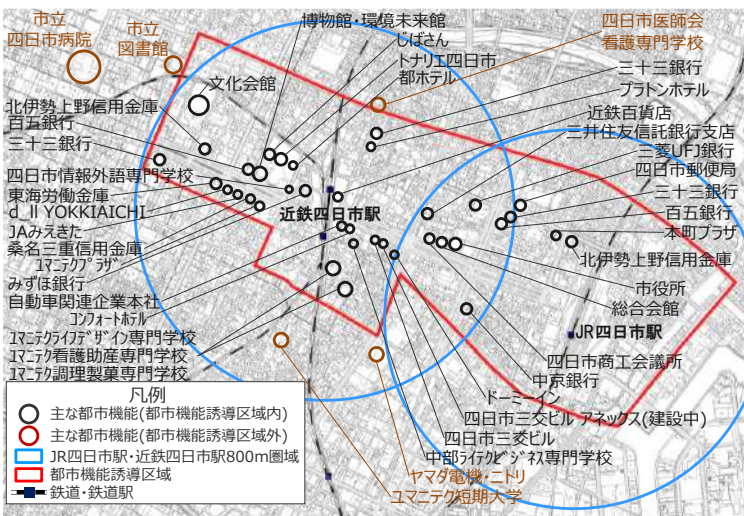 市立
四日市病院
市立
図書館
博物館・環境未来館
じばさん
トナリエ四日市
都ホテル
四日市医師会
看護専門学校
三十三銀行
プラトンホテル
近鉄百貨店
三井住友信託銀行支店
三菱UFJ銀行
四日市郵便局
三十三銀行
百五銀行
本町プラザ
北伊勢上野信用金庫
市役所
総合会館
文化会館
北伊勢上野信用金庫
百五銀行
三十三銀行
四日市情報外語専門学校
東海労働金庫
d_II YOKKIAICHI
JAみえきた
桑名三重信用金庫
ユマニテクプラザ
みずほ銀行
自動車関連企業本社
コンフォートホテル
ユマニテクライフデザイン専門学校
ユマニテク看護助産専門学校
ユマニテク調理製菓専門学校
近鉄四日市駅
JR四日市駅
四日市商工会議所
中京銀行
ドーミーイン
四日市三交ビル アネックス(建設中)
四日市三交ビル
中部ライテクビジネス専門学校
ヤマダ電機・ニトリ
ユマニテク短期大学
凡例
主な都市機能(都市機能誘導区域内)
主な都市機能(都市機能誘導区域外)
JR四日市駅・近鉄四日市駅800m圏域
都市機能誘導区域
鉄道・鉄道駅